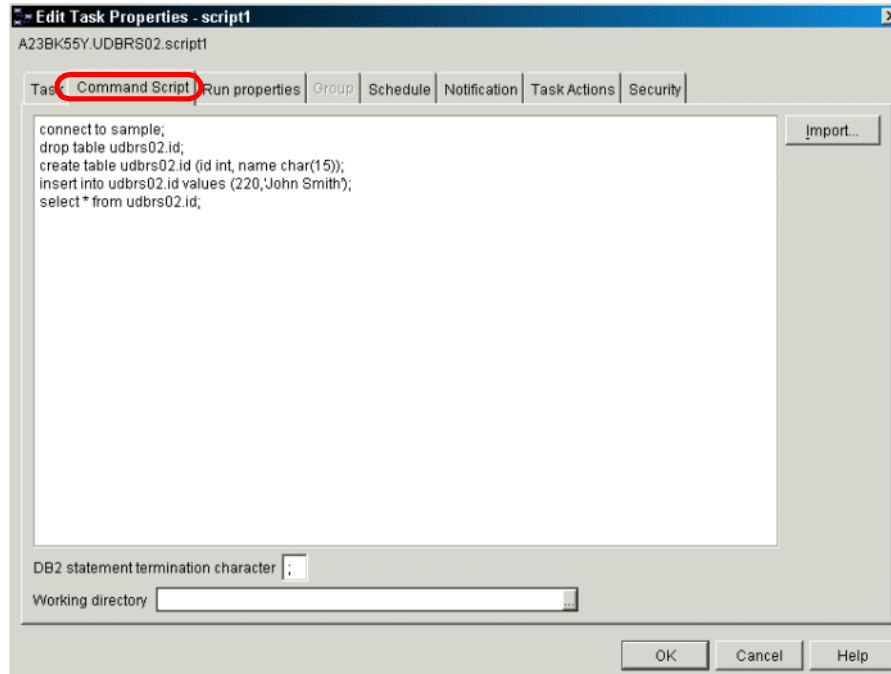 Edit Task Properties - script1
A23BK55Y.UDBRS02.script1
Task Command Script Run properties Group Schedule Notification Task Actions Security
connect to sample;
drop table udbrs02.id;
create table udbrs02.id (id int, name char(15));
insert into udbrs02.id values (220,'John Smith');
select * from udbrs02.id;
Import...
DB2 statement termination character ;
Working directory ...
OK Cancel Help